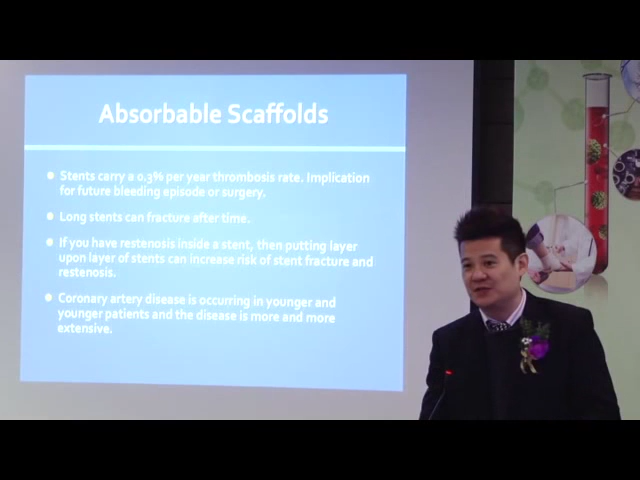 Absorbable Scaffolds
Stents carry a 0.3% per year thrombosis rate. Implication
for future bleeding episode or surgery.
Long stents can fracture after time.
If you have restenosis inside a stent, then putting layer
upon layer of stents can increase risk of stent fracture and
restenosis.
Coronary artery disease is occurring in younger and
younger patients and the disease is more and more
extensive.